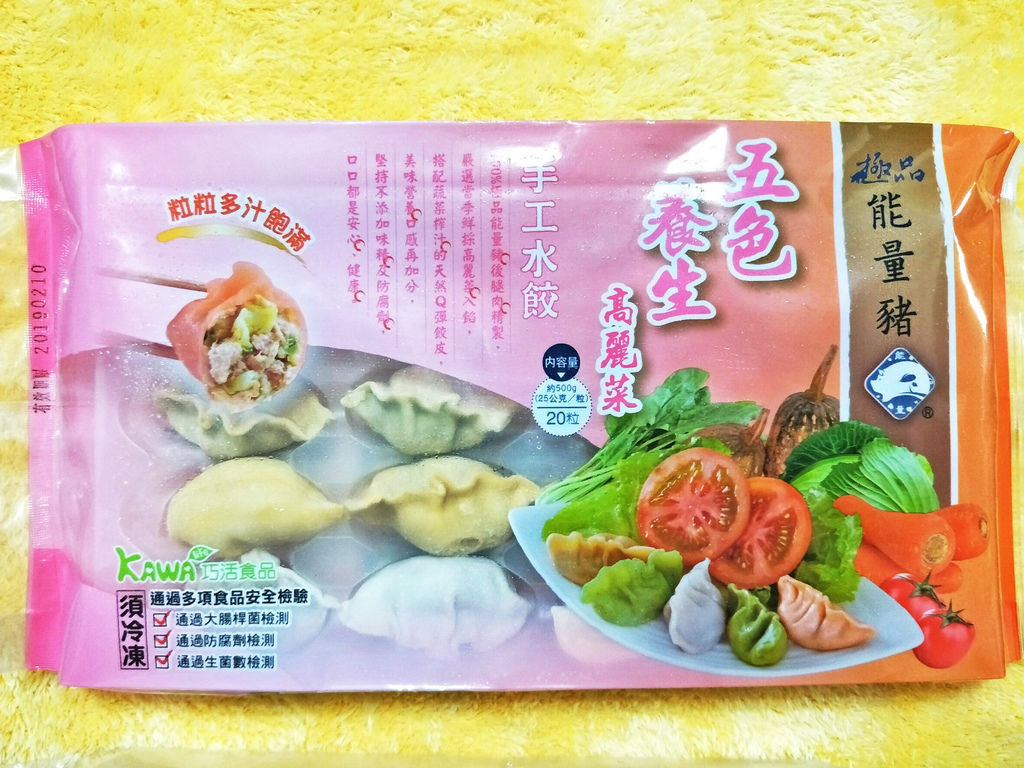 極品
能量豬
能量豬
®
五色
養生
高麗菜
手工水餃
極品能量豬後腿肉精製，
嚴選當季鮮採高麗菜入餡，
搭配蔬菜榨汁的天然Q彈餃皮，
美味營養口感再加分，
堅持不添加味精及防腐劑，
口口都是安心、健康。
粒粒多汁飽滿
內容量
約500g
(25公克/粒)
20粒
有效期限 20190210
KAWA 巧活食品
須冷凍
通過多項食品安全檢驗
通過大腸桿菌檢測
通過防腐劑檢測
通過生菌數檢測